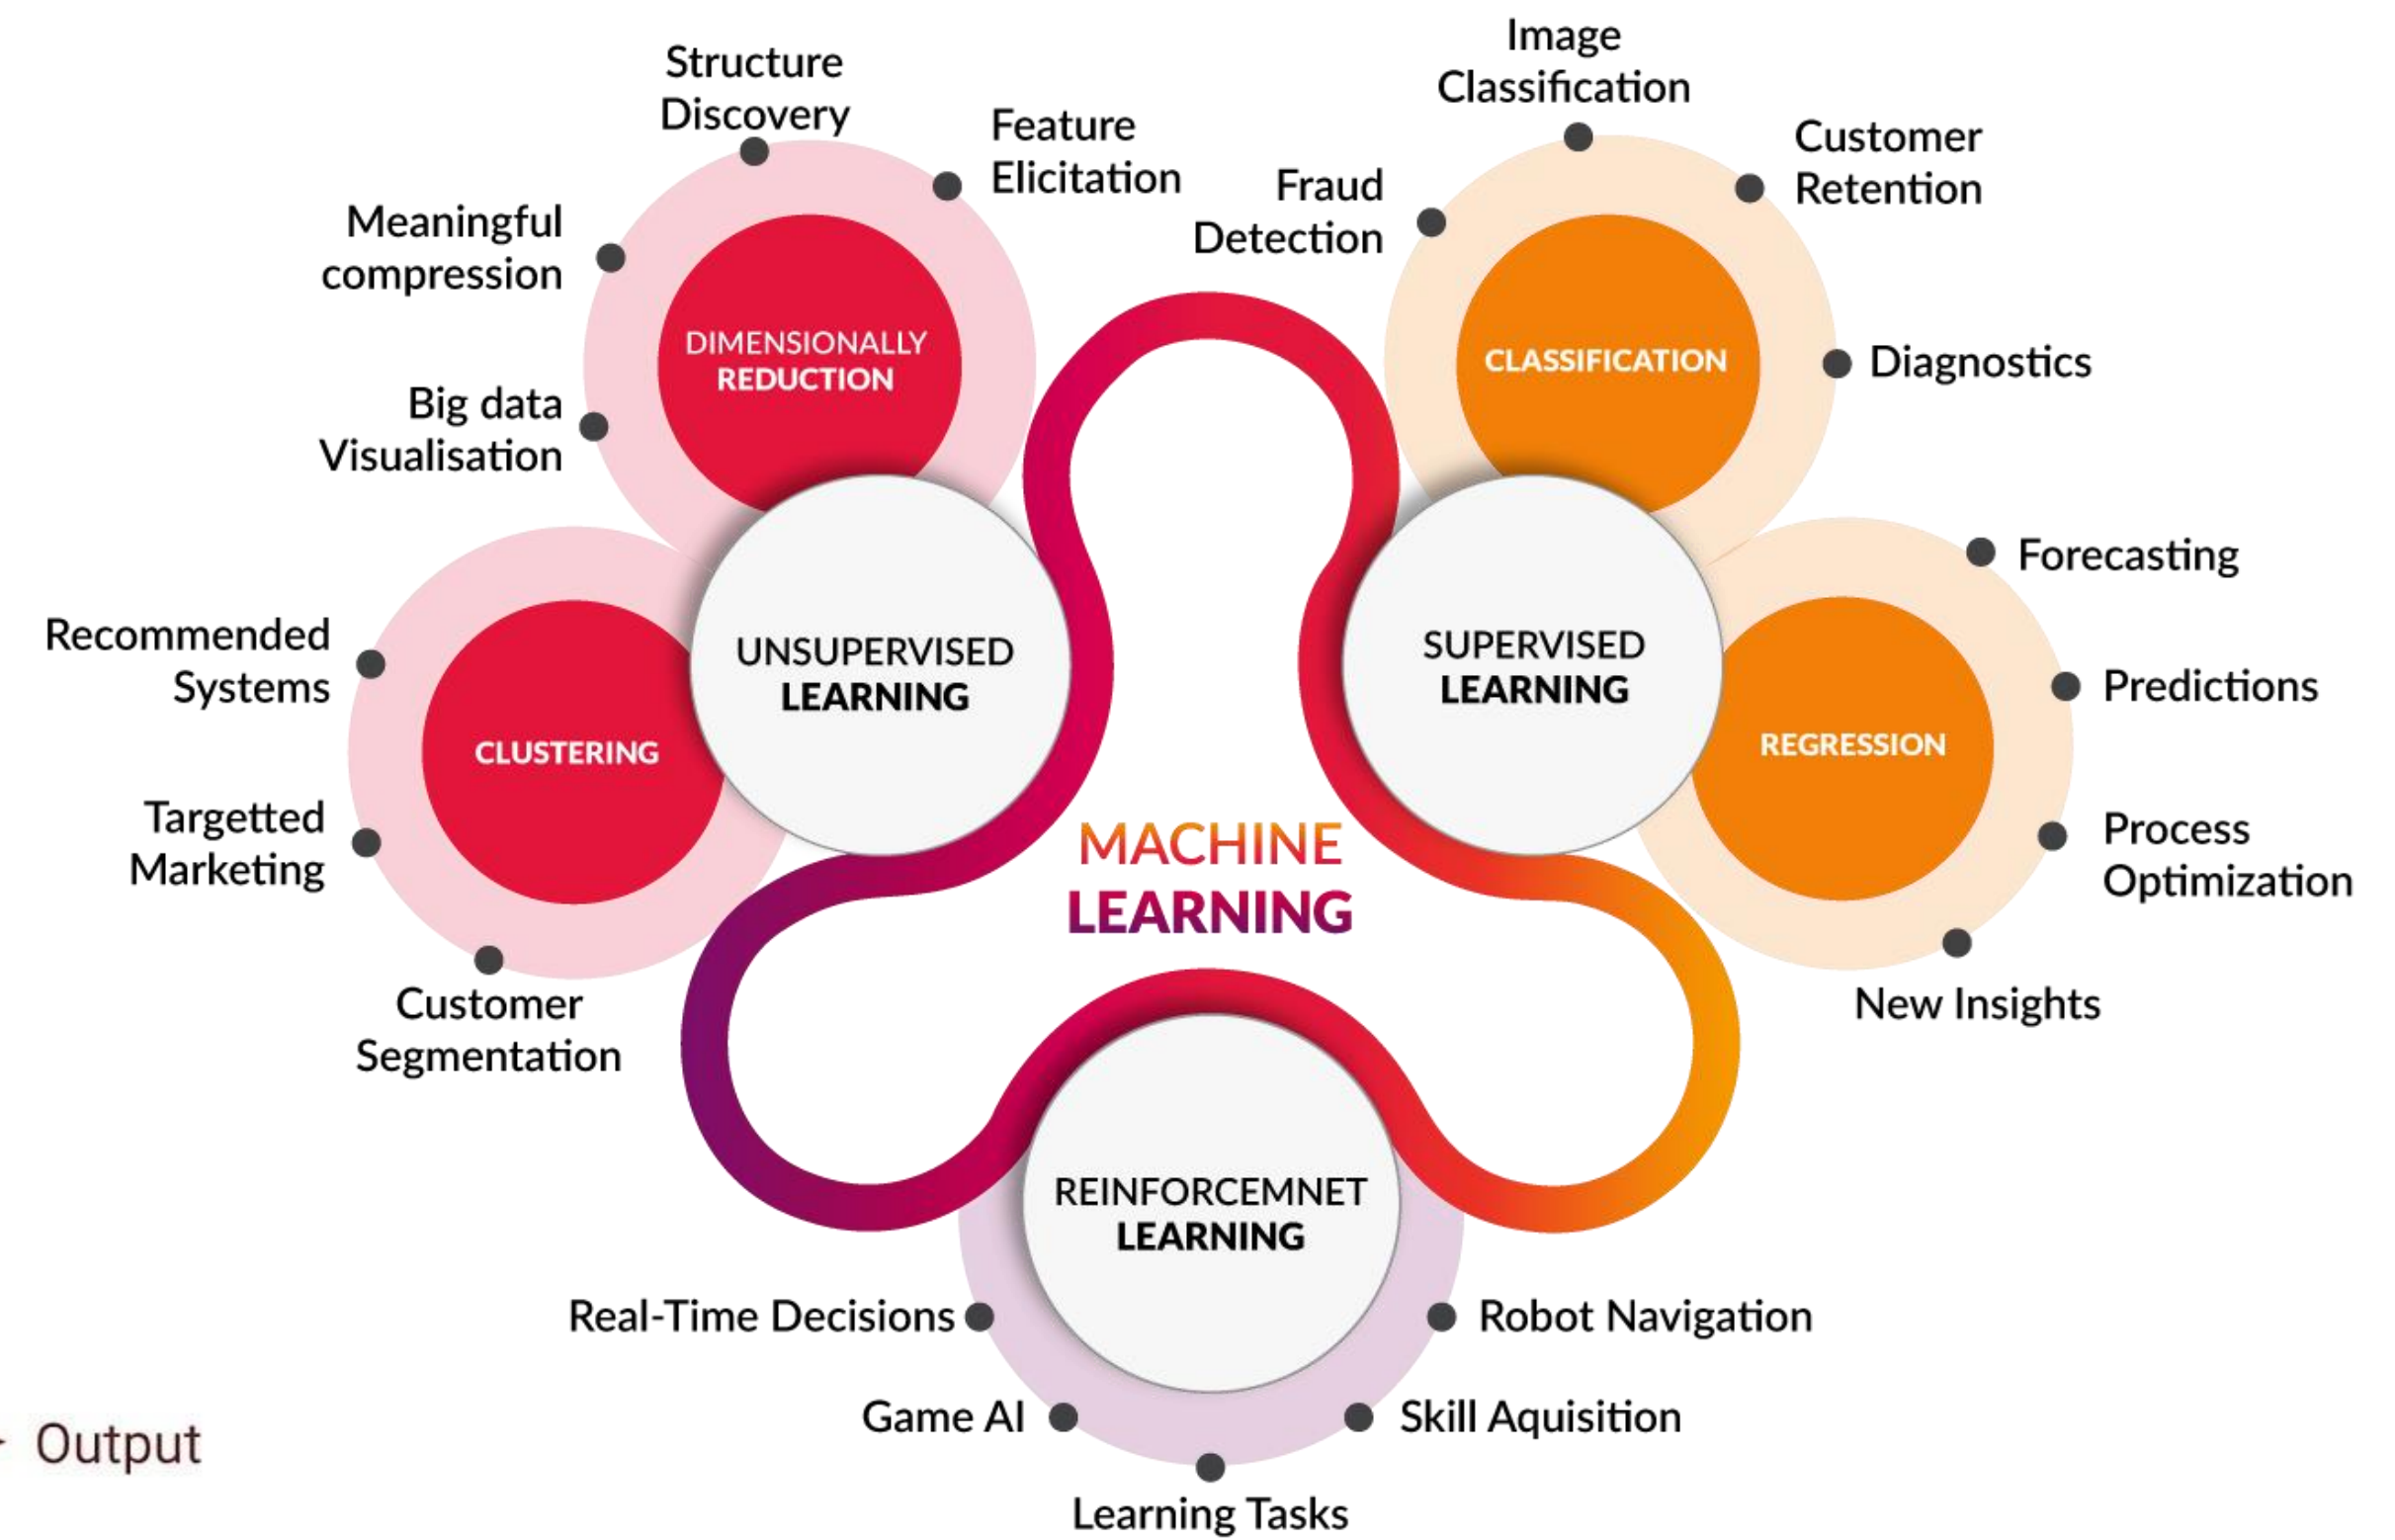 Structure
Discovery
Feature
Elicitation
Meaningful
compression
Big data
Visualisation
DIMENSIONALLY
REDUCTION
Image
Classification
Customer
Retention
Fraud
Detection
Diagnostics
CLASSIFICATION
Recommended
Systems
Targetted
Marketing
Customer
Segmentation
CLUSTERING
UNSUPERVISED
LEARNING
SUPERVISED
LEARNING
Forecasting
Predictions
Process
Optimization
New Insights
REGRESSION
MACHINE
LEARNING
REINFORCEMNET
LEARNING
Real-Time Decisions
Game AI
Learning Tasks
Skill Aquisition
Robot Navigation
Output